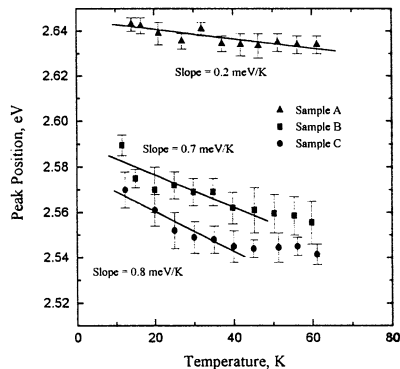 2.64
2.62
2.60
2.58
2.56
2.54
2.52
Peak Position, eV
Slope = 0.2 meV/K
Sample A
Sample B
Sample C
Slope = 0.7 meV/K
Slope = 0.8 meV/K
0
20
40
60
80
Temperature, K